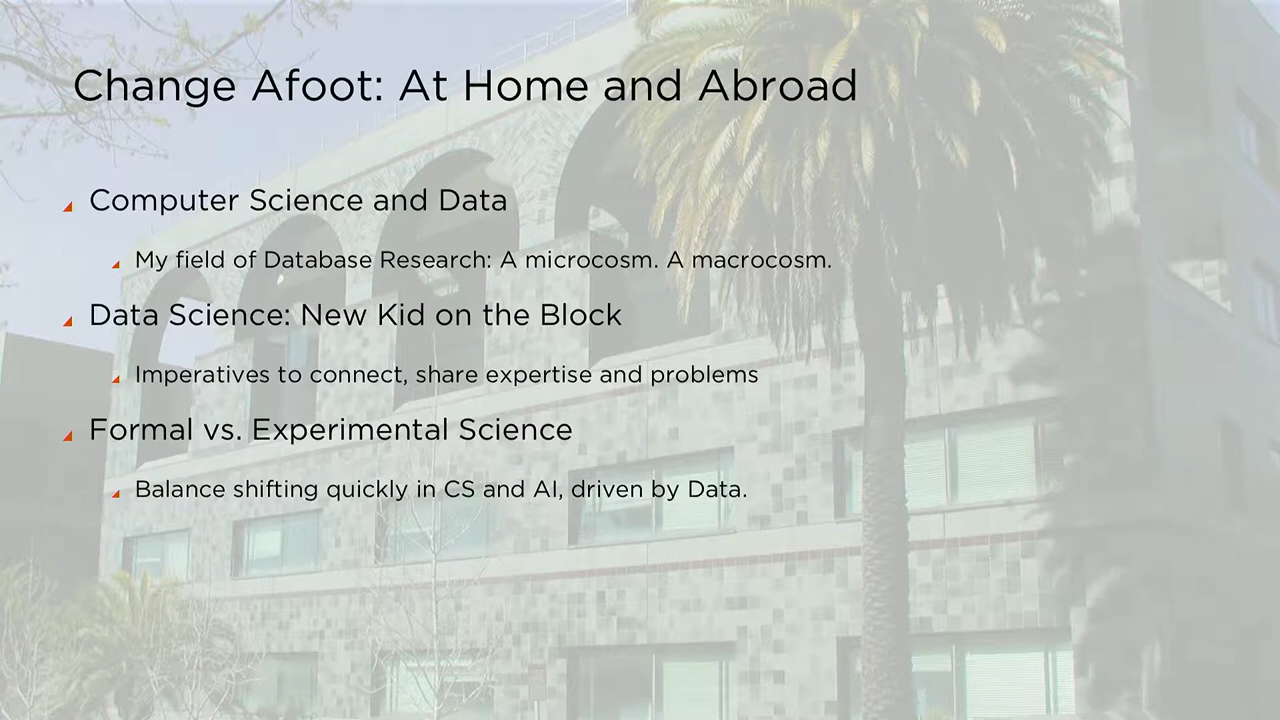 Change Afoot: At Home and Abroad
Computer Science and Data
My field of Database Research: A microcosm. A macrocosm.
Data Science: New Kid on the Block
Imperatives to connect, share expertise and problems
Formal vs. Experimental Science
Balance shifting quickly in CS and AI, driven by Data.